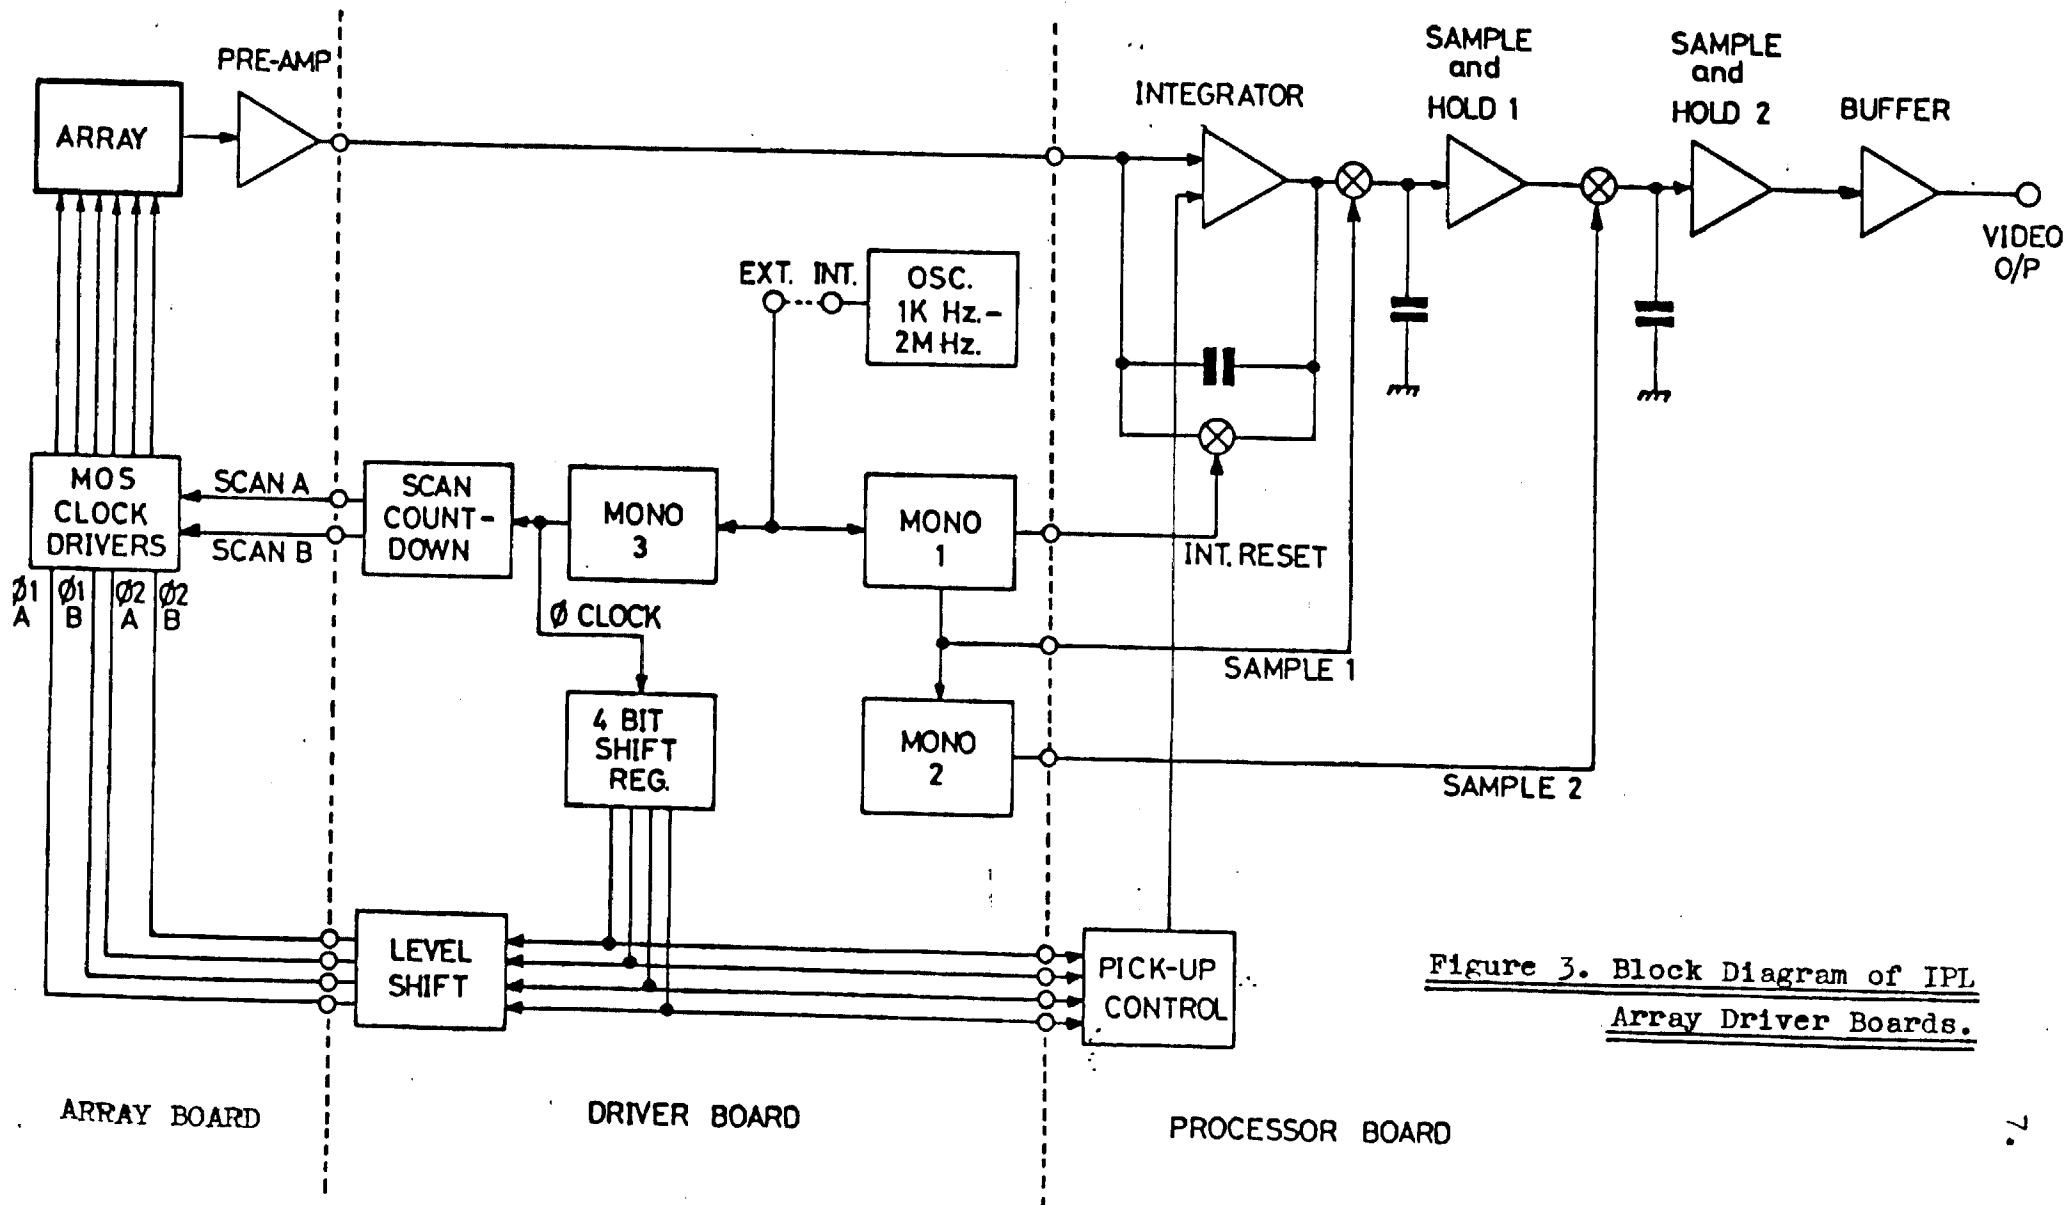 PRE-AMP
ARRAY
INTEGRATOR
SAMPLE
and
HOLD 1
SAMPLE
and
HOLD 2
BUFFER
VIDEO
O/P
EXT. INT.
OSC.
1K Hz.-
2M Hz.
MOS
CLOCK
DRIVERS
SCAN A
SCAN B
SCAN
COUNT-
DOWN
MONO
3
MONO
1
INT. RESET
Ø1
A
Ø1
B
Ø2
A
Ø2
B
Ø CLOCK
SAMPLE 1
4 BIT
SHIFT
REG.
MONO
2
SAMPLE 2
LEVEL
SHIFT
PICK-UP
CONTROL
Figure 3. Block Diagram of IPL
Array Driver Boards.
ARRAY BOARD
DRIVER BOARD
PROCESSOR BOARD
7.